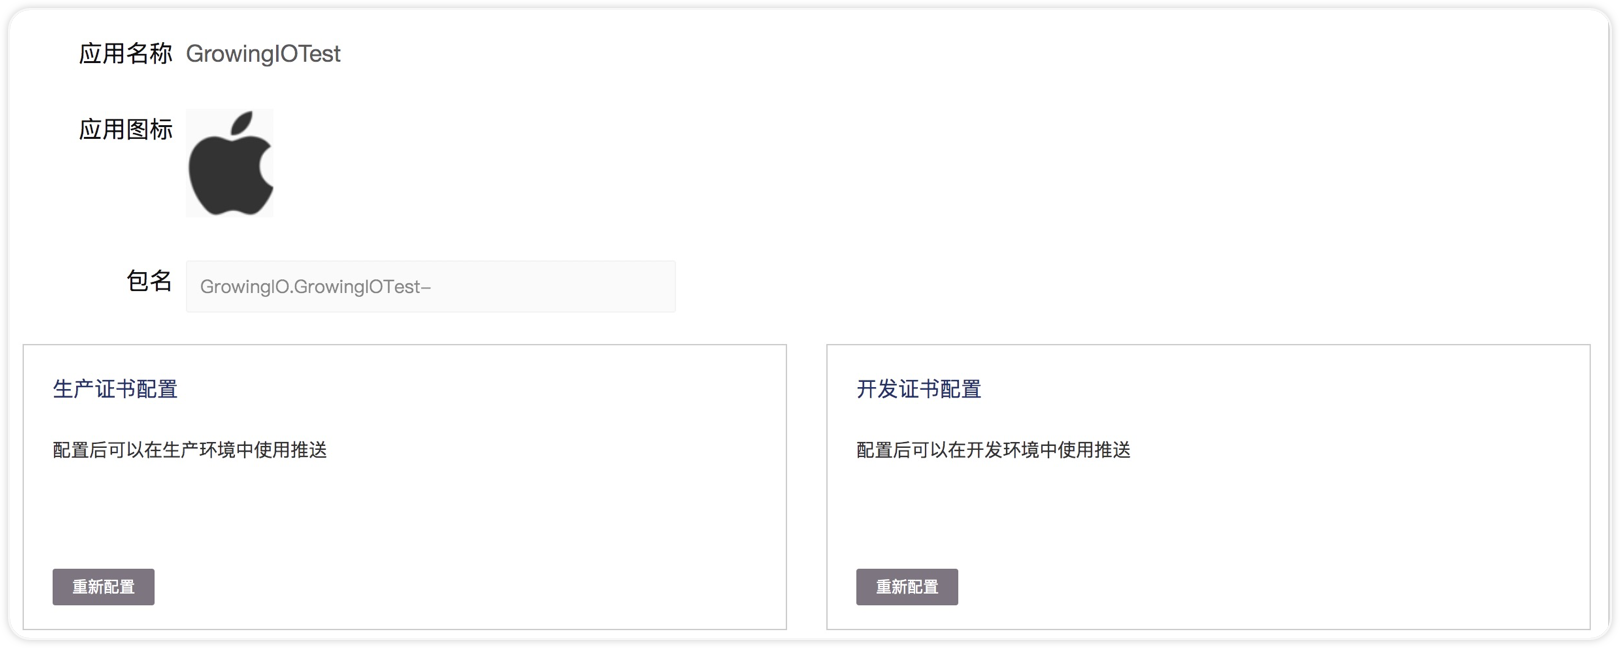 应用名称 GrowingIOTest
应用图标
包名 GrowingIO.GrowingIOTest-
生产证书配置
配置后可以在生产环境中使用推送
重新配置
开发证书配置
配置后可以在开发环境中使用推送
重新配置